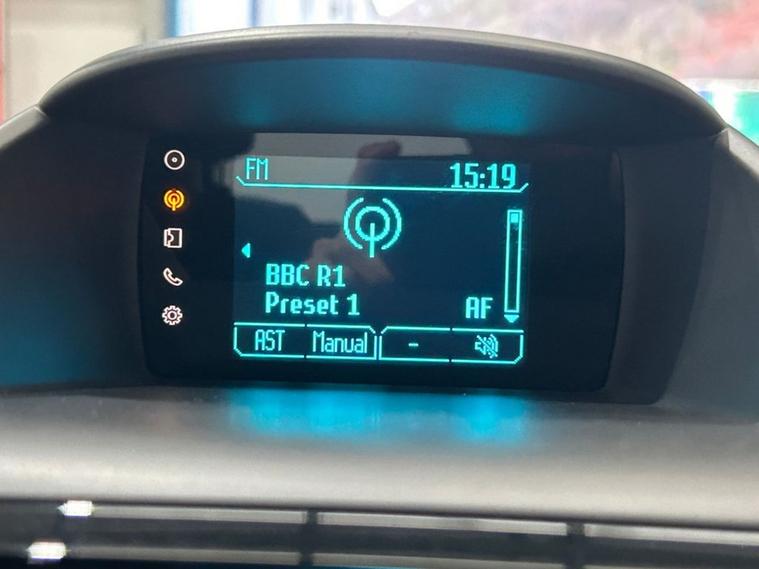 FM 15:19
BBC R1
Preset 1 AF
AST Manual -